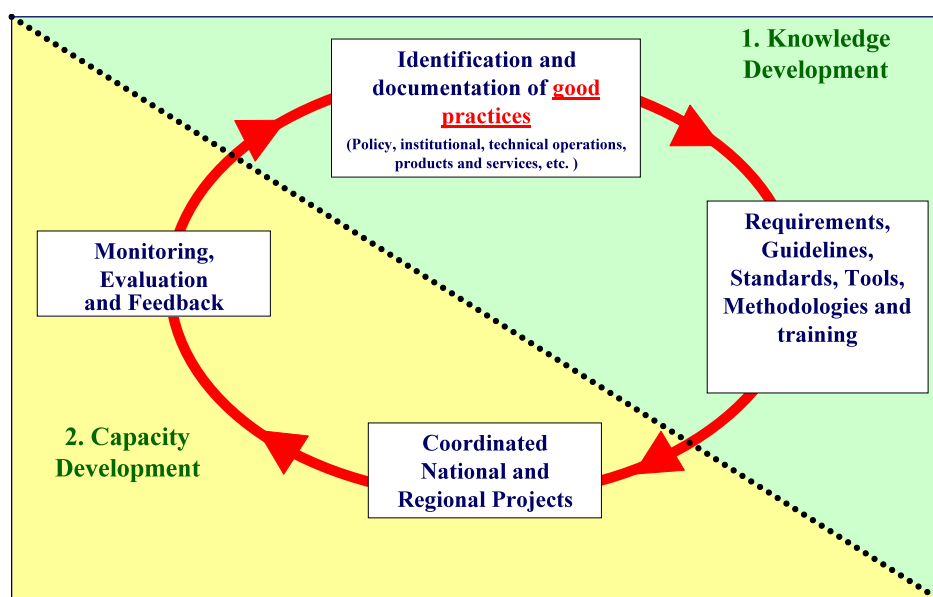 1. Knowledge
Development
Identification and
documentation of good
practices
(Policy, institutional, technical operations,
products and services, etc. )
Requirements,
Guidelines,
Standards, Tools,
Methodologies and
training
Monitoring,
Evaluation
and Feedback
2. Capacity
Development
Coordinated
National and
Regional Projects